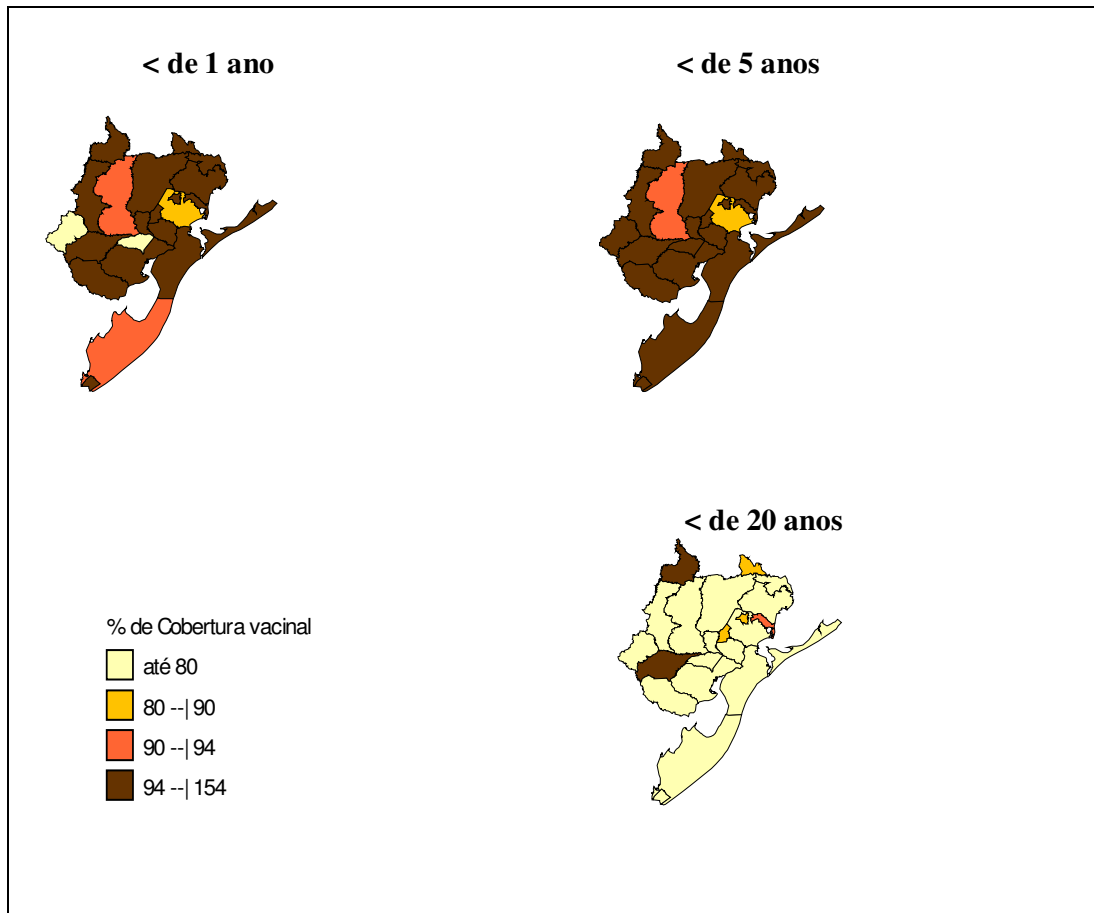 < de 1 ano
< de 5 anos
< de 20 anos
% de Cobertura vacinal
até 80
80 --| 90
90 --| 94
94 --| 154